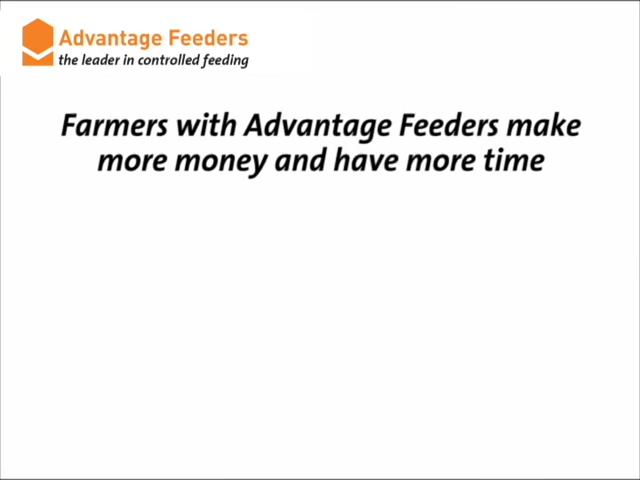 Advantage Feeders
the leader in controlled feeding
Farmers with Advantage Feeders make
more money and have more time